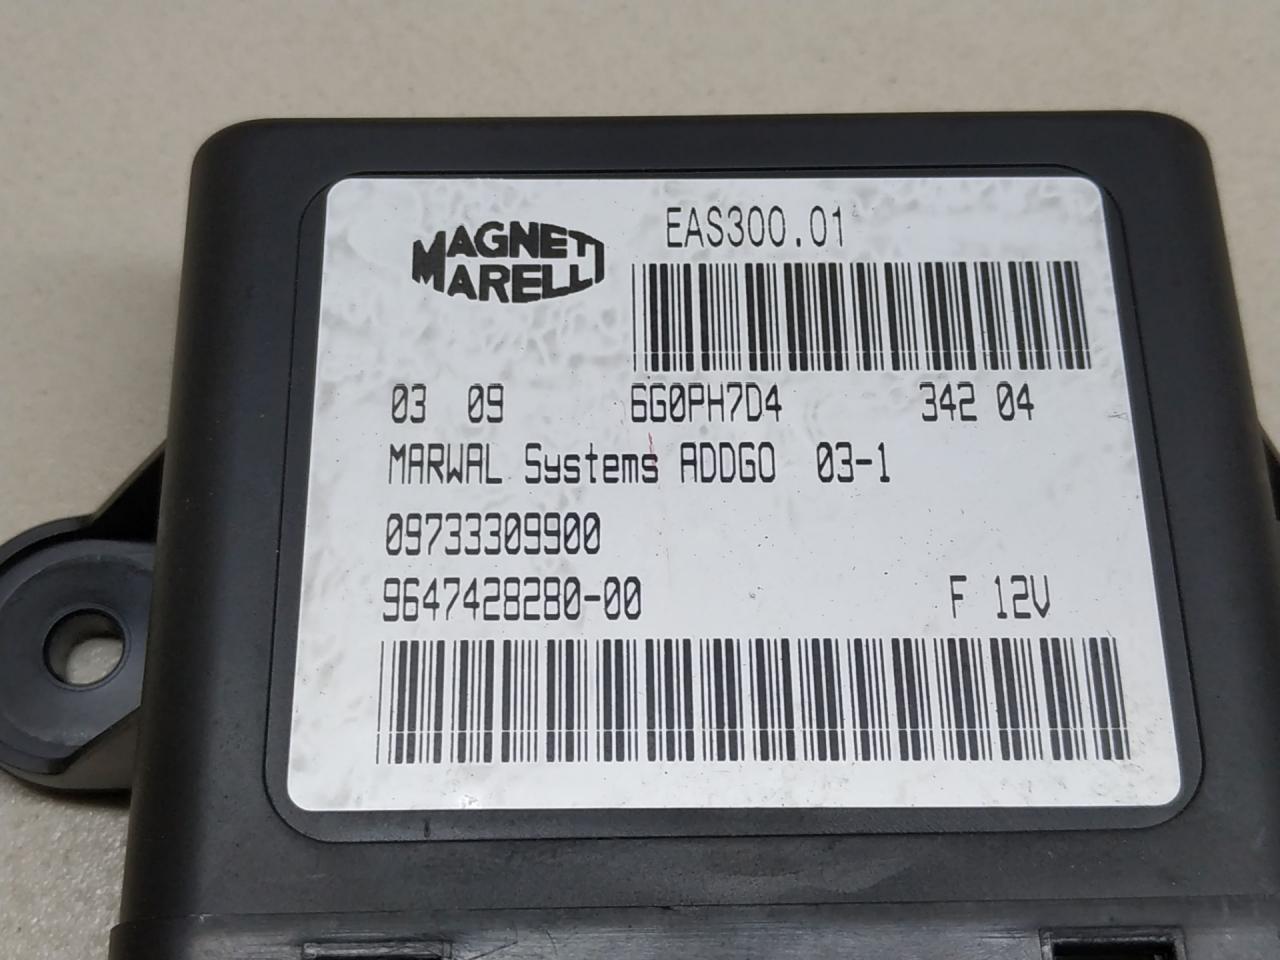 MAGNETI
MARELLI
EAS300.01
03 09 6G0PH7D4 342 04
MARWAL Systems ADDGO 03-1
09733309900
9647428280-00 F 12V